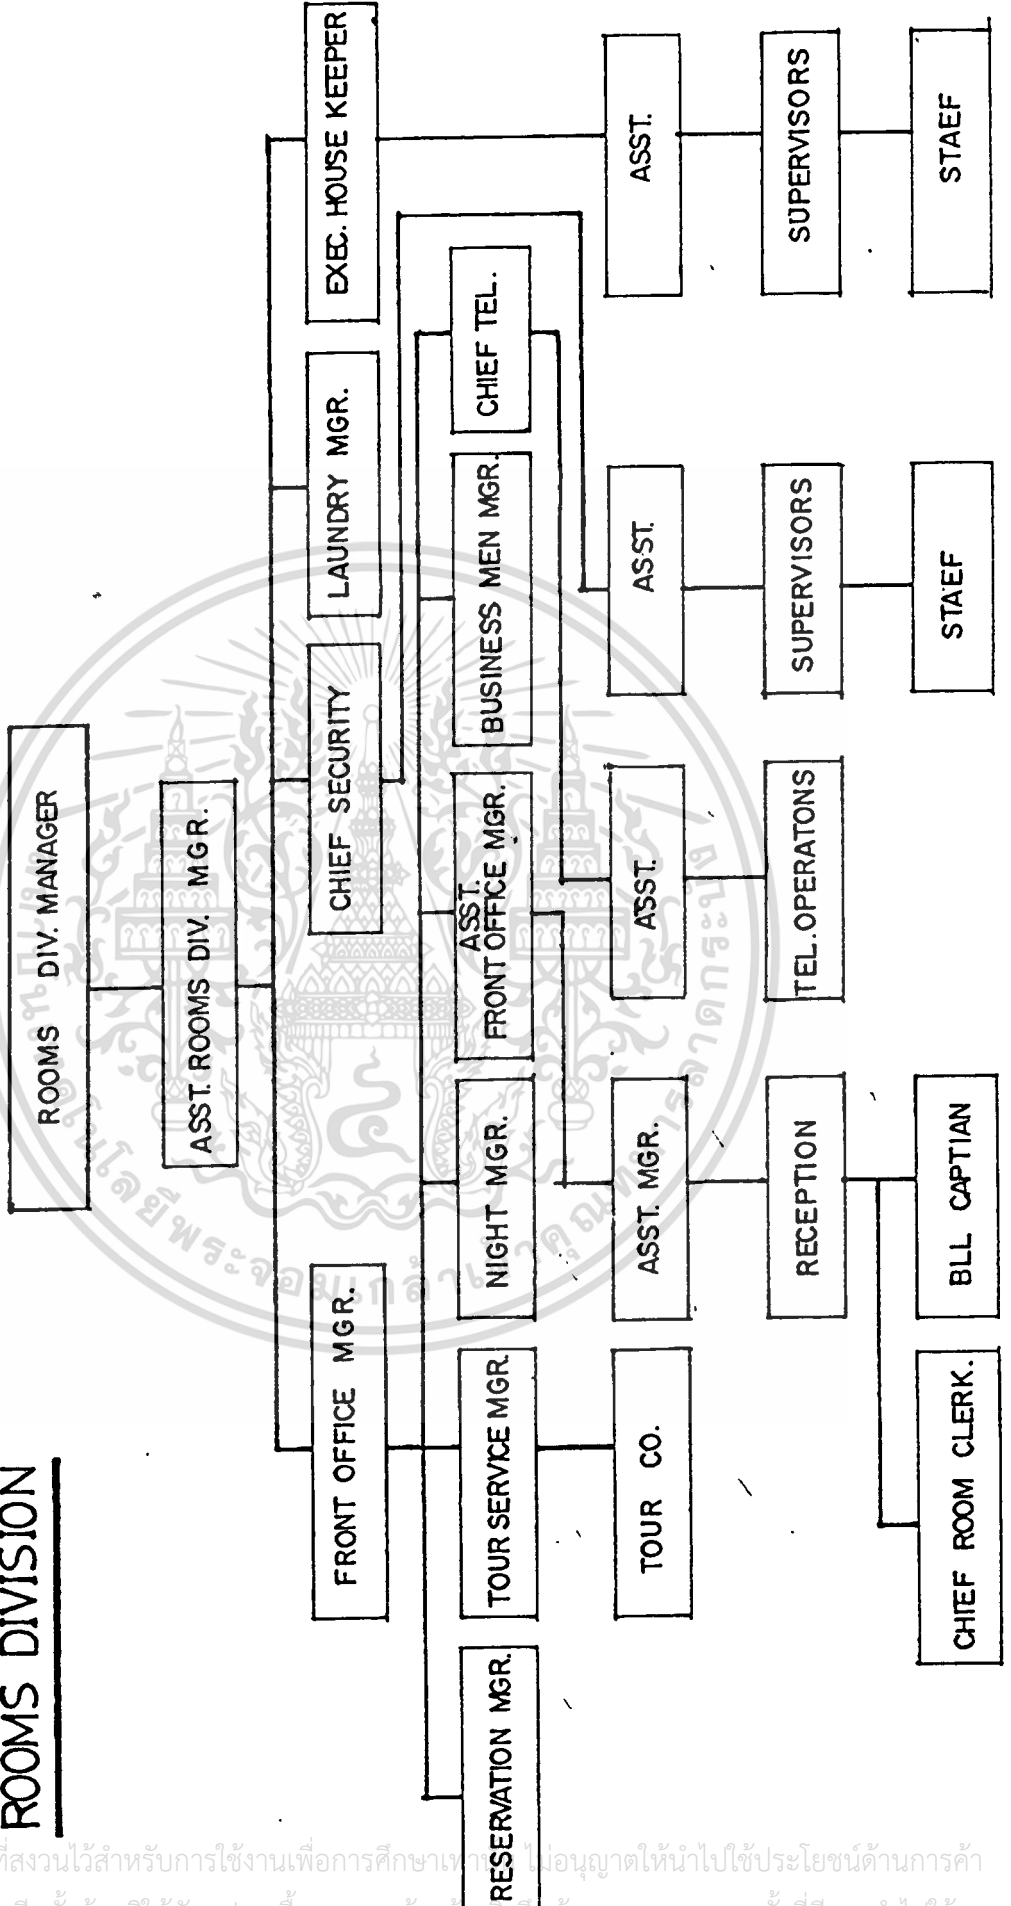 ROOMS DIVISION
ROOMS DIV. MANAGER
ASST. ROOMS DIV. MGR.
FRONT OFFICE MGR.
CHIEF SECURITY
LAUNDRY MGR.
EXEC. HOUSE KEEPER
RESERVATION MGR.
TOUR SERVICE MGR.
NIGHT MGR.
ASST.
FRONT OFFICE MGR.
BUSINESS MEN MGR.
CHIEF TEL.
TOUR CO.
ASST. MGR.
ASST.
ASST.
ASST.
RECEPTION
TEL. OPERATONS
SUPERVISORS
SUPERVISORS
CHIEF ROOM CLERK.
BLL CAPTIAN
STAEF
STAEF